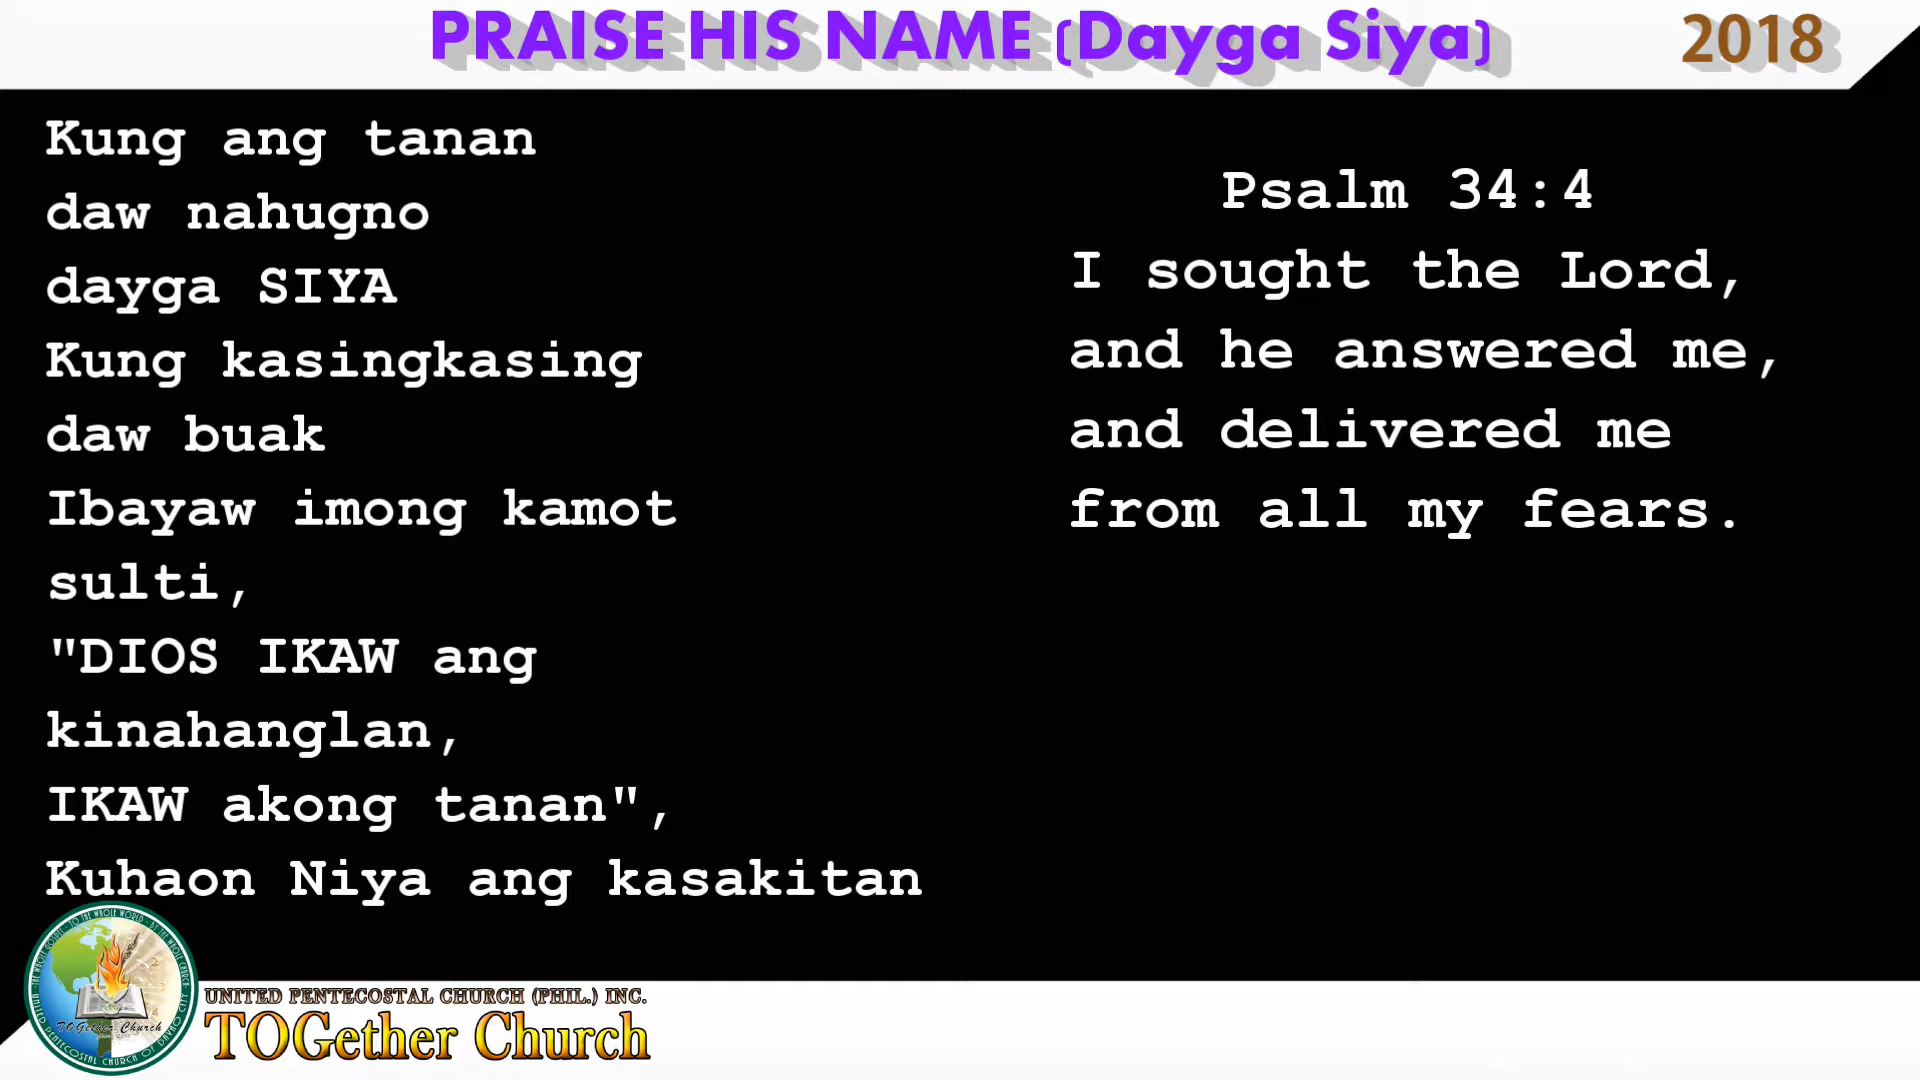 PRAISE HIS NAME (Dayga Siya)
2018
Kung ang tanan
daw nahugno
dayga SIYA
Kung kasingkasing
daw buak
Ibayaw imong kamot
sulti,
"DIOS IKAW ang
kinahanglan,
IKAW akong tanan",
Kuhaon Niya ang kasakitan
Psalm 34:4
I sought the Lord,
and he answered me,
and delivered me
from all my fears.
UNITED PENTECOSTAL CHURCH (PHIL.) INC.
TOGether Church
TOGether Church